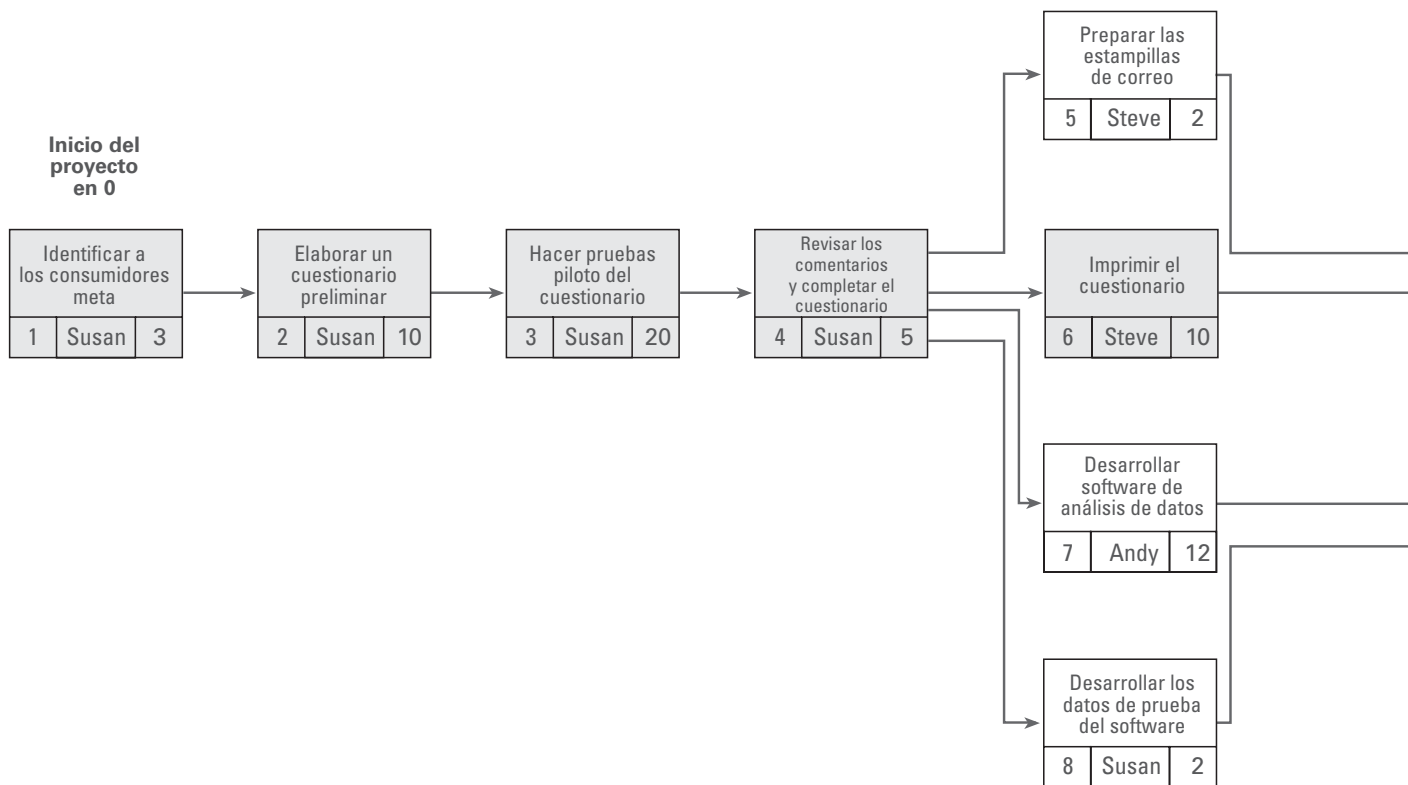 Preparar las
estampillas
de correo
5 Steve 2
Inicio del
proyecto
en 0
Identificar a
los consumidores
meta
1 Susan 3
Elaborar un
cuestionario
preliminar
2 Susan 10
Hacer pruebas
piloto del
cuestionario
3 Susan 20
Revisar los
comentarios
y completar el
cuestionario
4 Susan 5
Imprimir el
cuestionario
6 Steve 10
Desarrollar
software de
análisis de datos
7 Andy 12
Desarrollar los
datos de prueba
del software
8 Susan 2